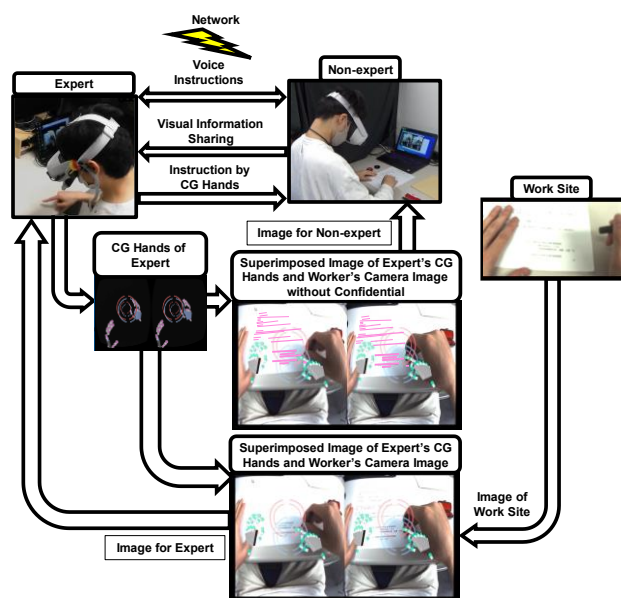 Network
Voice
Instructions
Expert
Non-expert
Visual Information
Sharing
Instruction by
CG Hands
Work Site
Image for Non-expert
CG Hands of
Expert
Superimposed Image of Expert's CG
Hands and Worker's Camera Image
without Confidential
Superimposed Image of Expert's CG
Hands and Worker's Camera Image
Image of
Work Site
Image for Expert